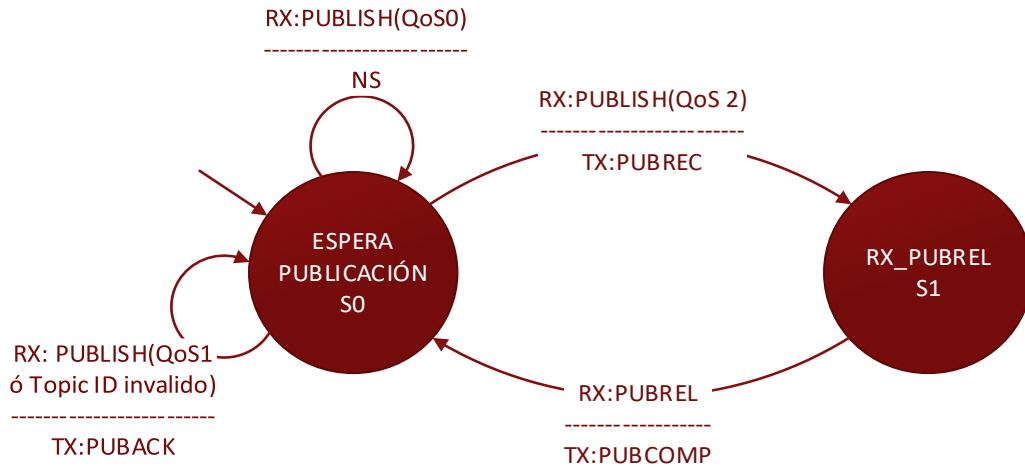 RX:PUBLISH(QoS0)
-----------------------
NS
RX:PUBLISH(QoS 2)
-----------------------
TX:PUBREC
ESPERA
PUBLICACIÓN
S0
RX_PUBREL
S1
RX: PUBLISH(QoS1
ó Topic ID invalido)
-----------------------
TX:PUBACK
RX:PUBREL
-----------------
TX:PUBCOMP